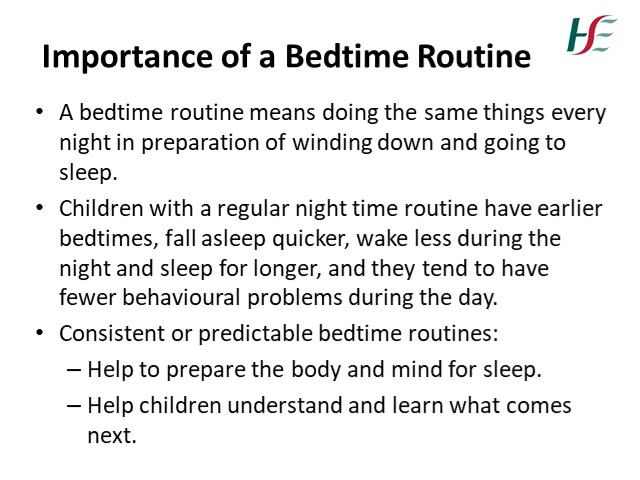 Importance of a Bedtime Routine
HSE
• A bedtime routine means doing the same things every
night in preparation of winding down and going to
sleep.
• Children with a regular night time routine have earlier
bedtimes, fall asleep quicker, wake less during the
night and sleep for longer, and they tend to have
fewer behavioural problems during the day.
• Consistent or predictable bedtime routines:
– Help to prepare the body and mind for sleep.
– Help children understand and learn what comes
next.